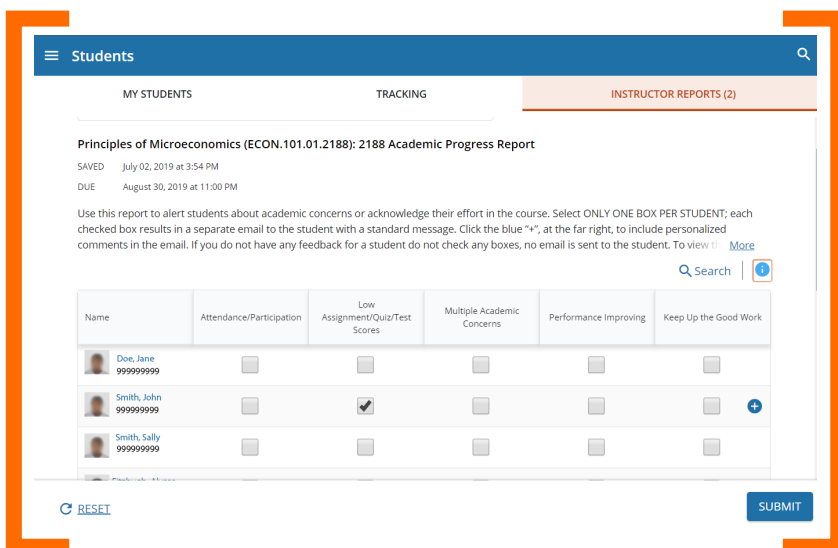 Students
MY STUDENTS
TRACKING
INSTRUCTOR REPORTS (2)
Principles of Microeconomics (ECON.101.01.2188): 2188 Academic Progress Report
SAVED July 02, 2019 at 3:54 PM
DUE August 30, 2019 at 11:00 PM
Use this report to alert students about academic concerns or acknowledge their effort in the course. Select ONLY ONE BOX PER STUDENT; each
checked box results in a separate email to the student with a standard message. Click the blue “+”, at the far right, to include personalized
comments in the email. If you do not have any feedback for a student do not check any boxes, no email is sent to the student. To view More
Search
Name
Attendance/Participation
Low
Assignment/Quiz/Test
Scores
Multiple Academic
Concerns
Performance Improving
Keep Up the Good Work
Doe, Jane
999999999
Smith, John
999999999
Smith, Sally
999999999
RESET
SUBMIT